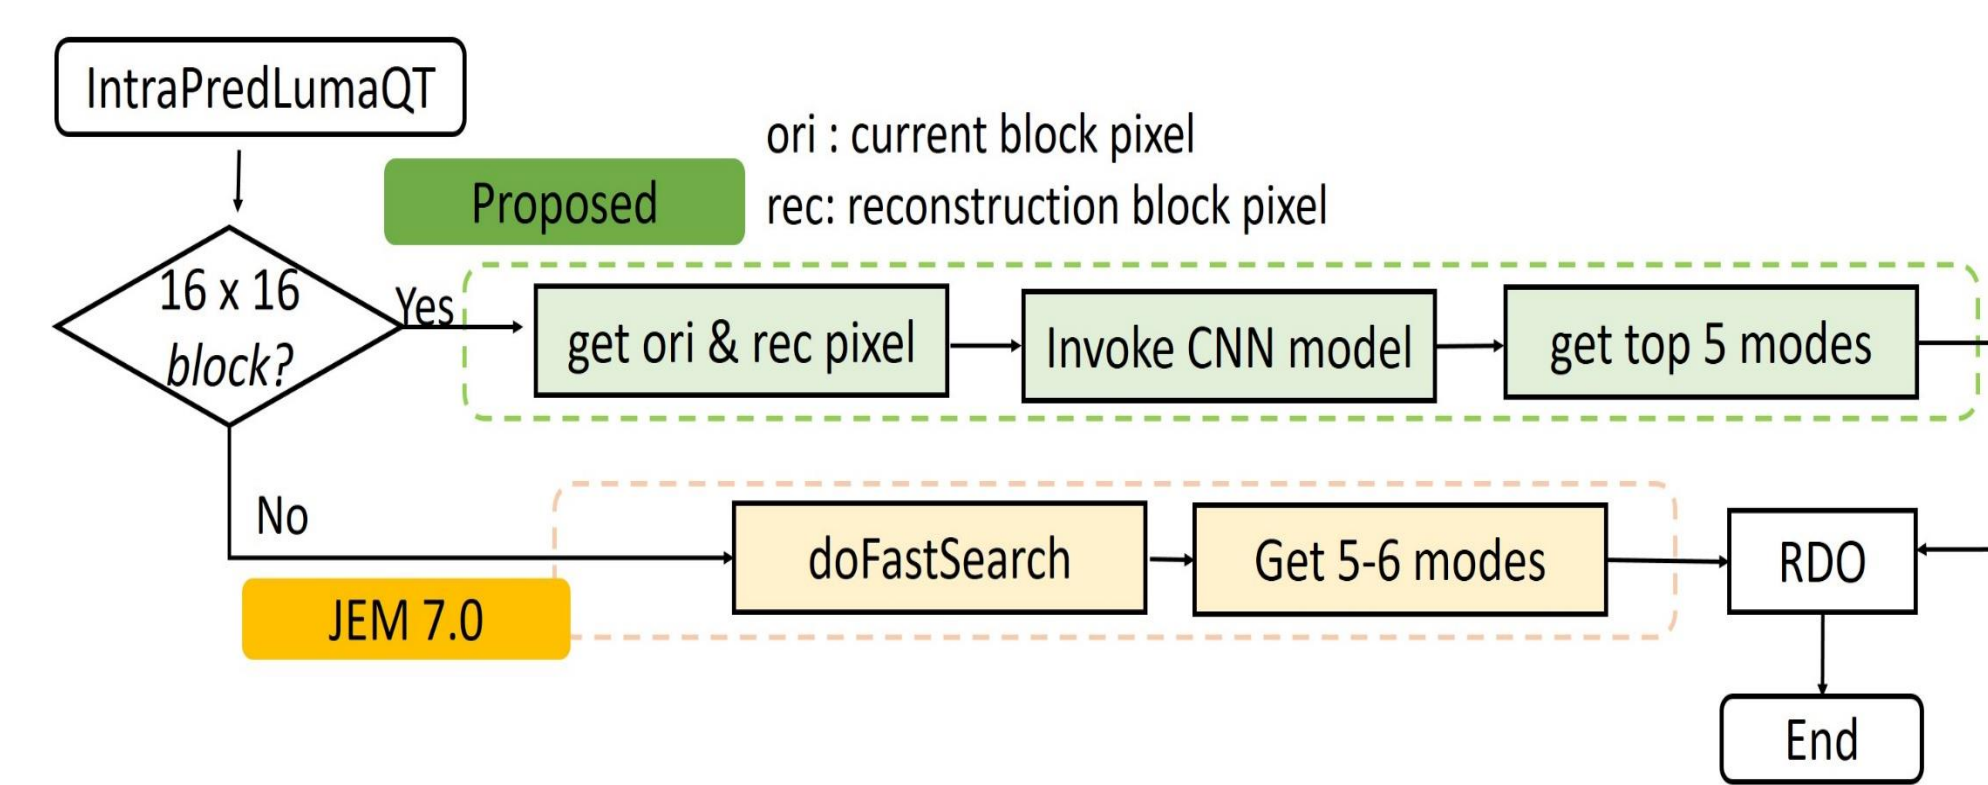 IntraPredLumaQT
ori : current block pixel
Proposed
rec: reconstruction block pixel
16 x 16
block?
Yes
get ori & rec pixel
Invoke CNN model
get top 5 modes
No
doFastSearch
Get 5-6 modes
RDO
JEM 7.0
End